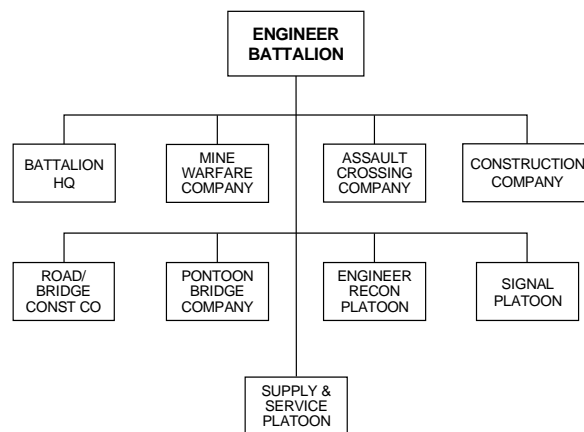 ENGINEER
BATTALION
BATTALION
HQ
MINE
WARFARE
COMPANY
ASSAULT
CROSSING
COMPANY
CONSTRUCTION
COMPANY
ROAD/
BRIDGE
CONST CO
PONTOON
BRIDGE
COMPANY
ENGINEER
RECON
PLATOON
SIGNAL
PLATOON
SUPPLY &
SERVICE
PLATOON